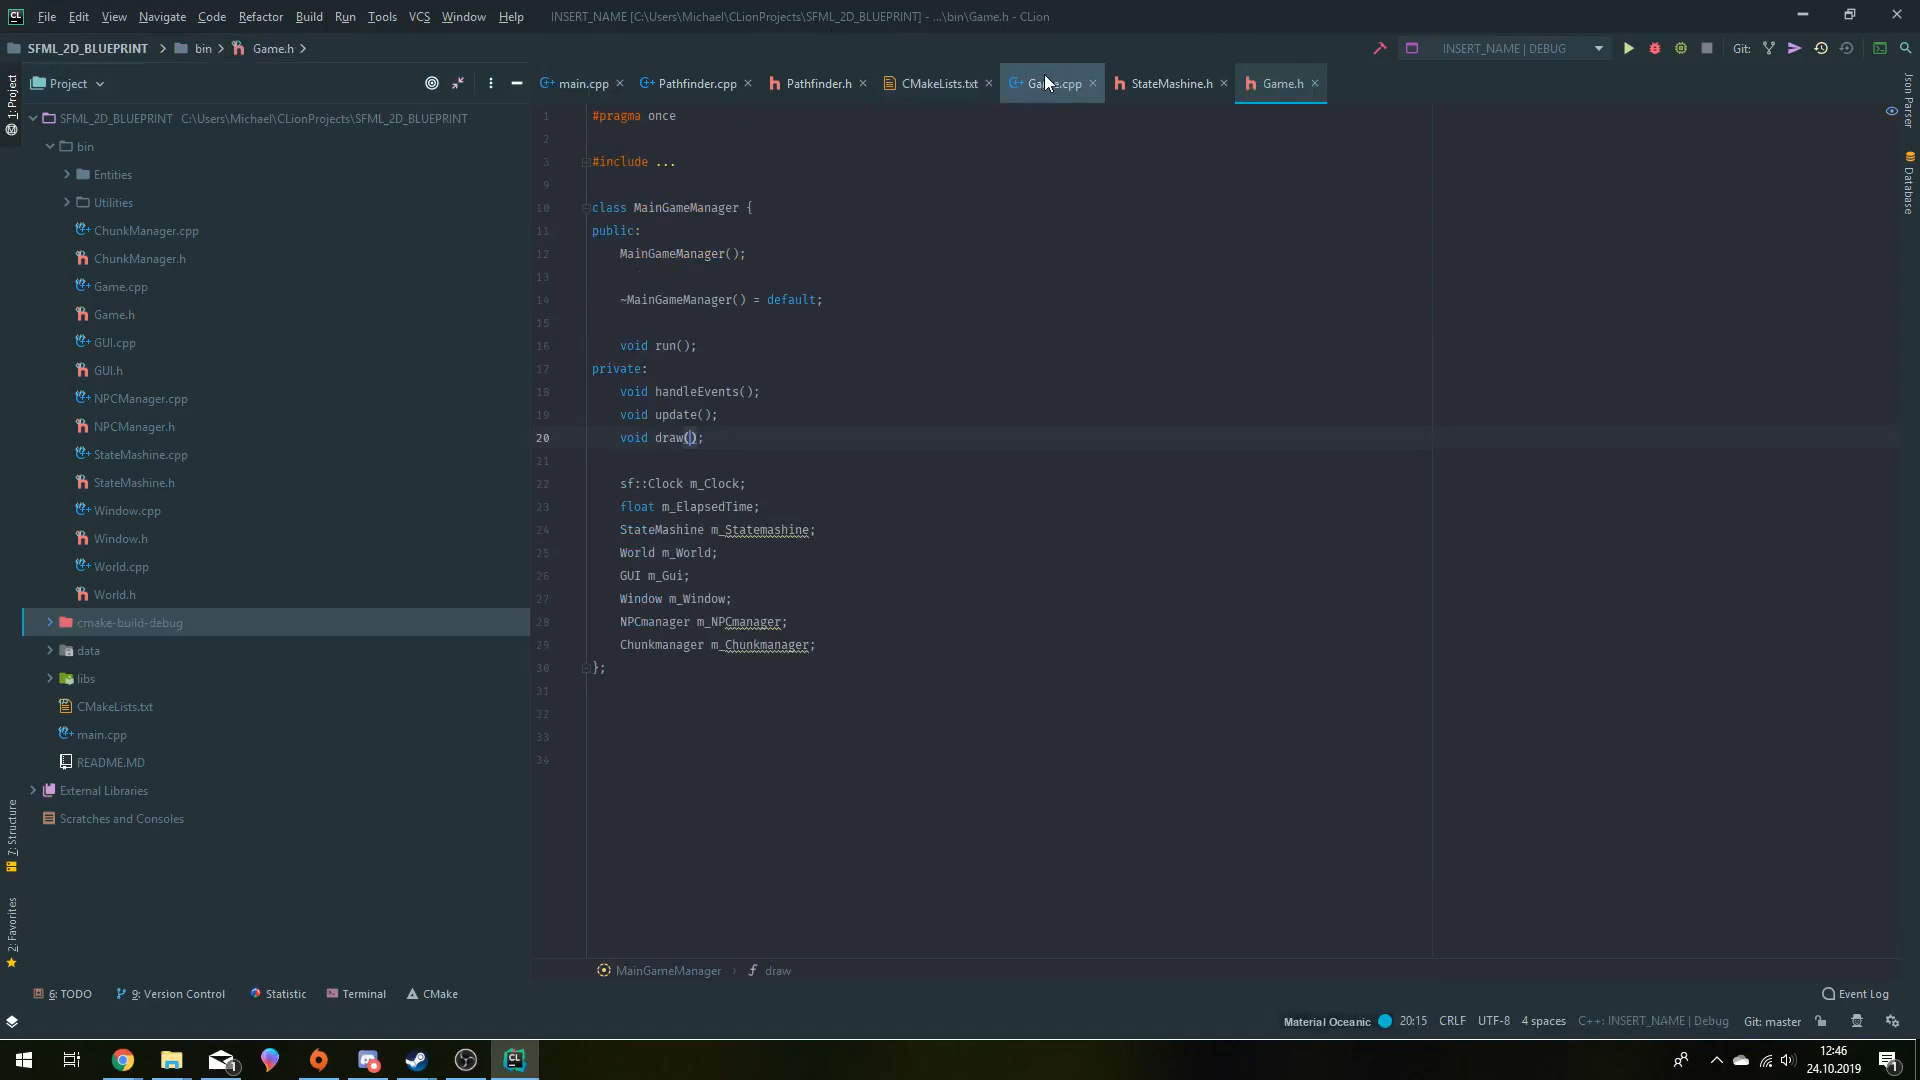 CL File Edit View Navigate Code Refactor Build Run Tools VCS Window Help INSERT_NAME [C:\Users\Michael\CLionProjects\SFML_2D_BLUEPRINT] - ...\bin\Game.h - CLion
SFML_2D_BLUEPRINT bin Game.h INSERT_NAME | DEBUG Git:
Project main.cpp Pathfinder.cpp Pathfinder.h CMakeLists.txt Game.cpp StateMashine.h Game.h
1: Project
Json Parser
Database
7: Structure
2: Favorites
SFML_2D_BLUEPRINT C:\Users\Michael\CLionProjects\SFML_2D_BLUEPRINT
bin
Entities
Utilities
ChunkManager.cpp
ChunkManager.h
Game.cpp
Game.h
GUI.cpp
GUI.h
NPCManager.cpp
NPCManager.h
StateMashine.cpp
StateMashine.h
Window.cpp
Window.h
World.cpp
World.h
cmake-build-debug
data
libs
CMakeLists.txt
main.cpp
README.MD
External Libraries
Scratches and Consoles
1 #pragma once
2
3 #include ...
9
10 class MainGameManager {
11 public:
12 MainGameManager();
13
14 ~MainGameManager() = default;
15
16 void run();
17 private:
18 void handleEvents();
19 void update();
20 void draw();
21
22 sf::Clock m_Clock;
23 float m_ElapsedTime;
24 StateMashine m_Statemashine;
25 World m_World;
26 GUI m_Gui;
27 Window m_Window;
28 NPCmanager m_NPCmanager;
29 Chunkmanager m_Chunkmanager;
30 };
31
32
33
34
MainGameManager › draw
6: TODO 9: Version Control Statistic Terminal CMake Event Log
Material Oceanic 20:15 CRLF UTF-8 4 spaces C++: INSERT_NAME | Debug Git: master
12:46
24.10.2019